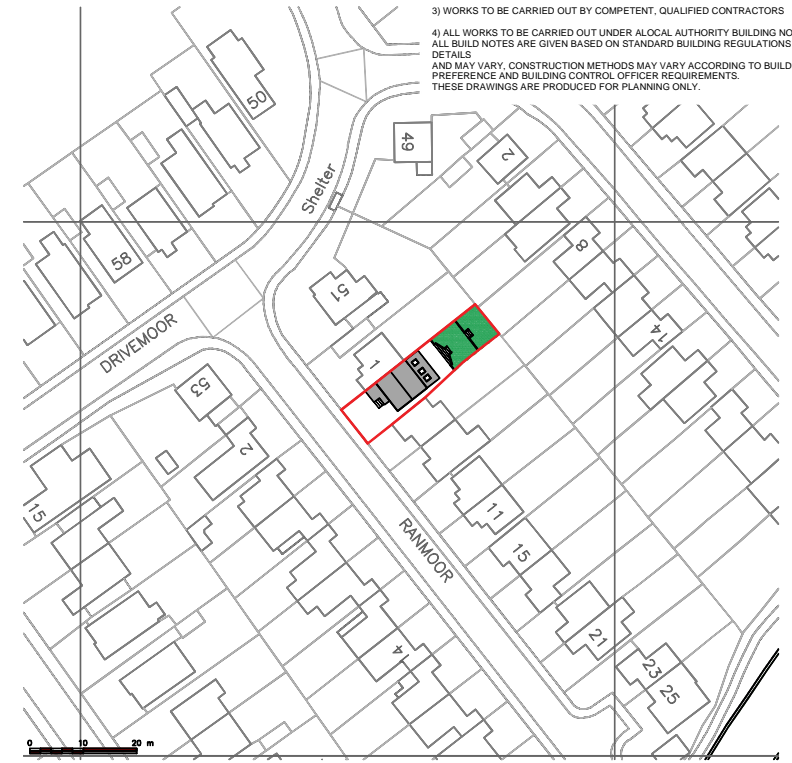 3) WORKS TO BE CARRIED OUT BY COMPETENT, QUALIFIED CONTRACTORS
4) ALL WORKS TO BE CARRIED OUT UNDER ALOCAL AUTHORITY BUILDING NO
ALL BUILD NOTES ARE GIVEN BASED ON STANDARD BUILDING REGULATIONS
DETAILS
AND MAY VARY, CONSTRUCTION METHODS MAY VARY ACCORDING TO BUILD
PREFERENCE AND BUILDING CONTROL OFFICER REQUIREMENTS.
THESE DRAWINGS ARE PRODUCED FOR PLANNING ONLY.
50
49
2
Shelter
58
8
51
DRIVEMOOR
14
1
53
2
15
11
RANMOOR
15
21
14
23
25
0 10 20 m